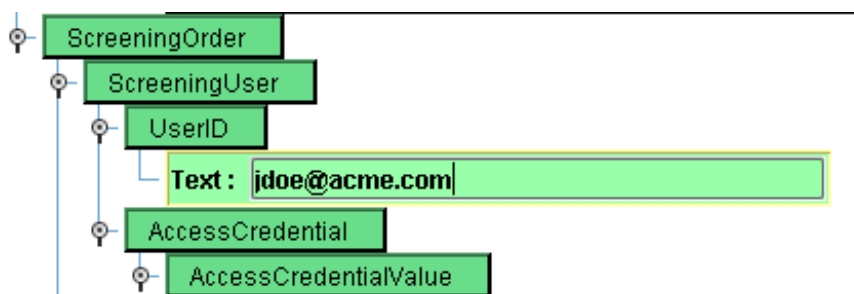 ScreeningOrder
ScreeningUser
UserID
Text : jdoe@acme.com
AccessCredential
AccessCredentialValue